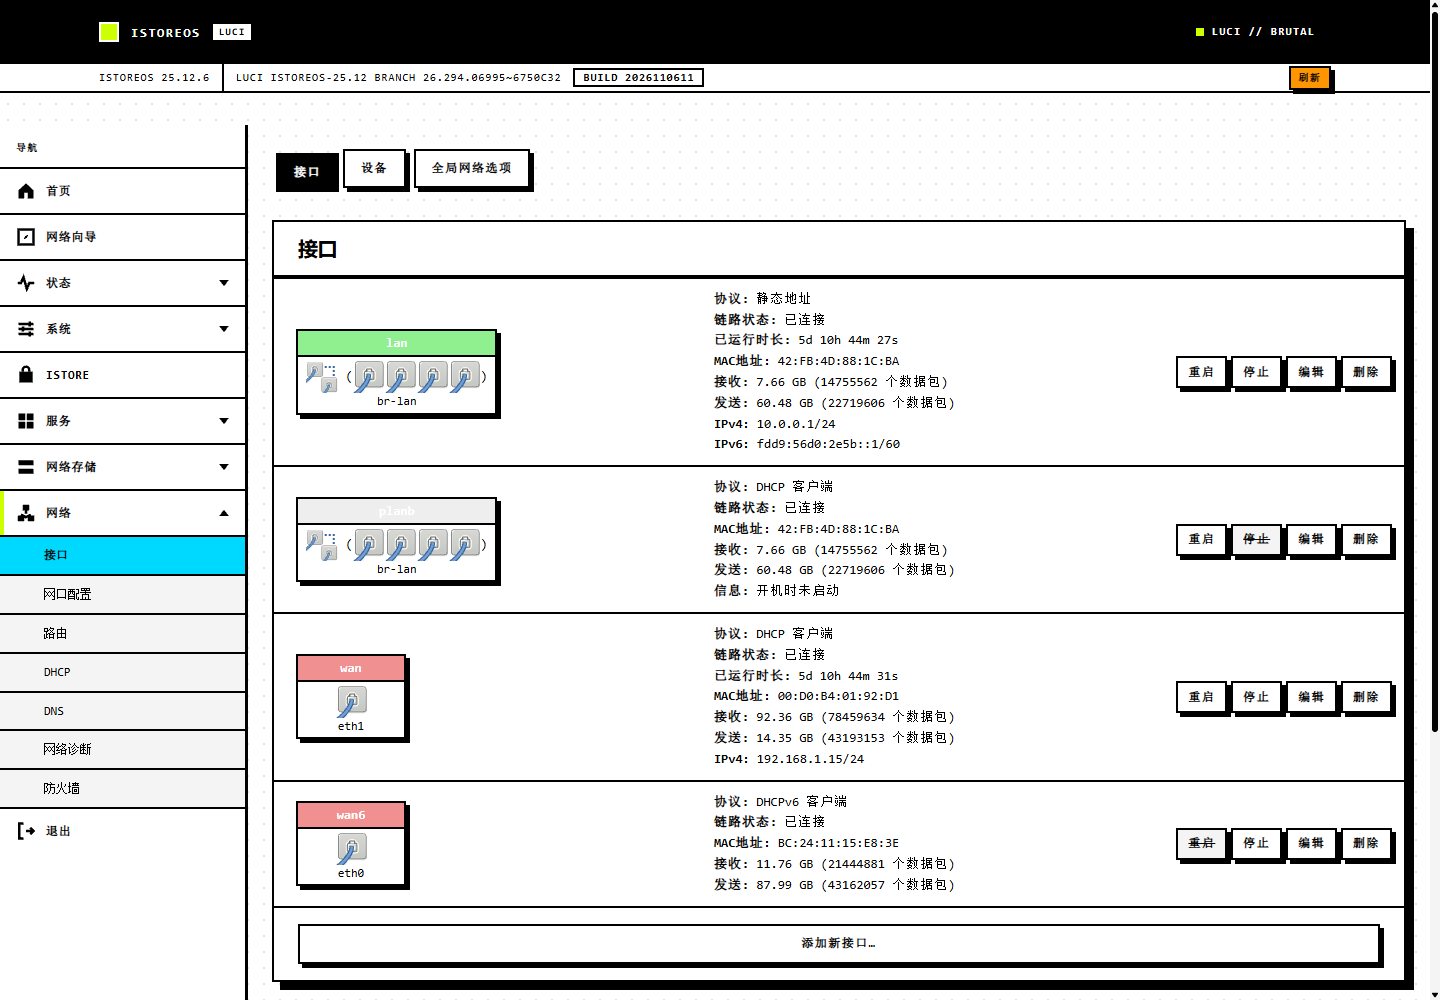 ISTOREOS LUCI
LUCI // BRUTAL
ISTOREOS 25.12.6
LUCI ISTOREOS-25.12 BRANCH 26.294.06995~6750C32
BUILD 2026110611
刷新
导航
首页
网络向导
状态
系统
ISTORE
服务
网络存储
网络
接口
网口配置
路由
DHCP
DNS
网络诊断
防火墙
退出
接口
设备
全局网络选项
接口
lan
( )
br-lan
协议: 静态地址
链路状态: 已连接
已运行时长: 5d 10h 44m 27s
MAC地址: 42:FB:4D:88:1C:BA
接收: 7.66 GB (14755562 个数据包)
发送: 60.48 GB (22719606 个数据包)
IPv4: 10.0.0.1/24
IPv6: fdd9:56d0:2e5b::1/60
重启 停止 编辑 删除
planb
( )
br-lan
协议: DHCP 客户端
链路状态: 已连接
MAC地址: 42:FB:4D:88:1C:BA
接收: 7.66 GB (14755562 个数据包)
发送: 60.48 GB (22719606 个数据包)
信息: 开机时未启动
重启 停止 编辑 删除
wan
eth1
协议: DHCP 客户端
链路状态: 已连接
已运行时长: 5d 10h 44m 31s
MAC地址: 00:D0:B4:01:92:D1
接收: 92.36 GB (78459634 个数据包)
发送: 14.35 GB (43193153 个数据包)
IPv4: 192.168.1.15/24
重启 停止 编辑 删除
wan6
eth0
协议: DHCPv6 客户端
链路状态: 已连接
MAC地址: BC:24:11:15:E8:3E
接收: 11.76 GB (21444881 个数据包)
发送: 87.99 GB (43162057 个数据包)
重启 停止 编辑 删除
添加新接口…